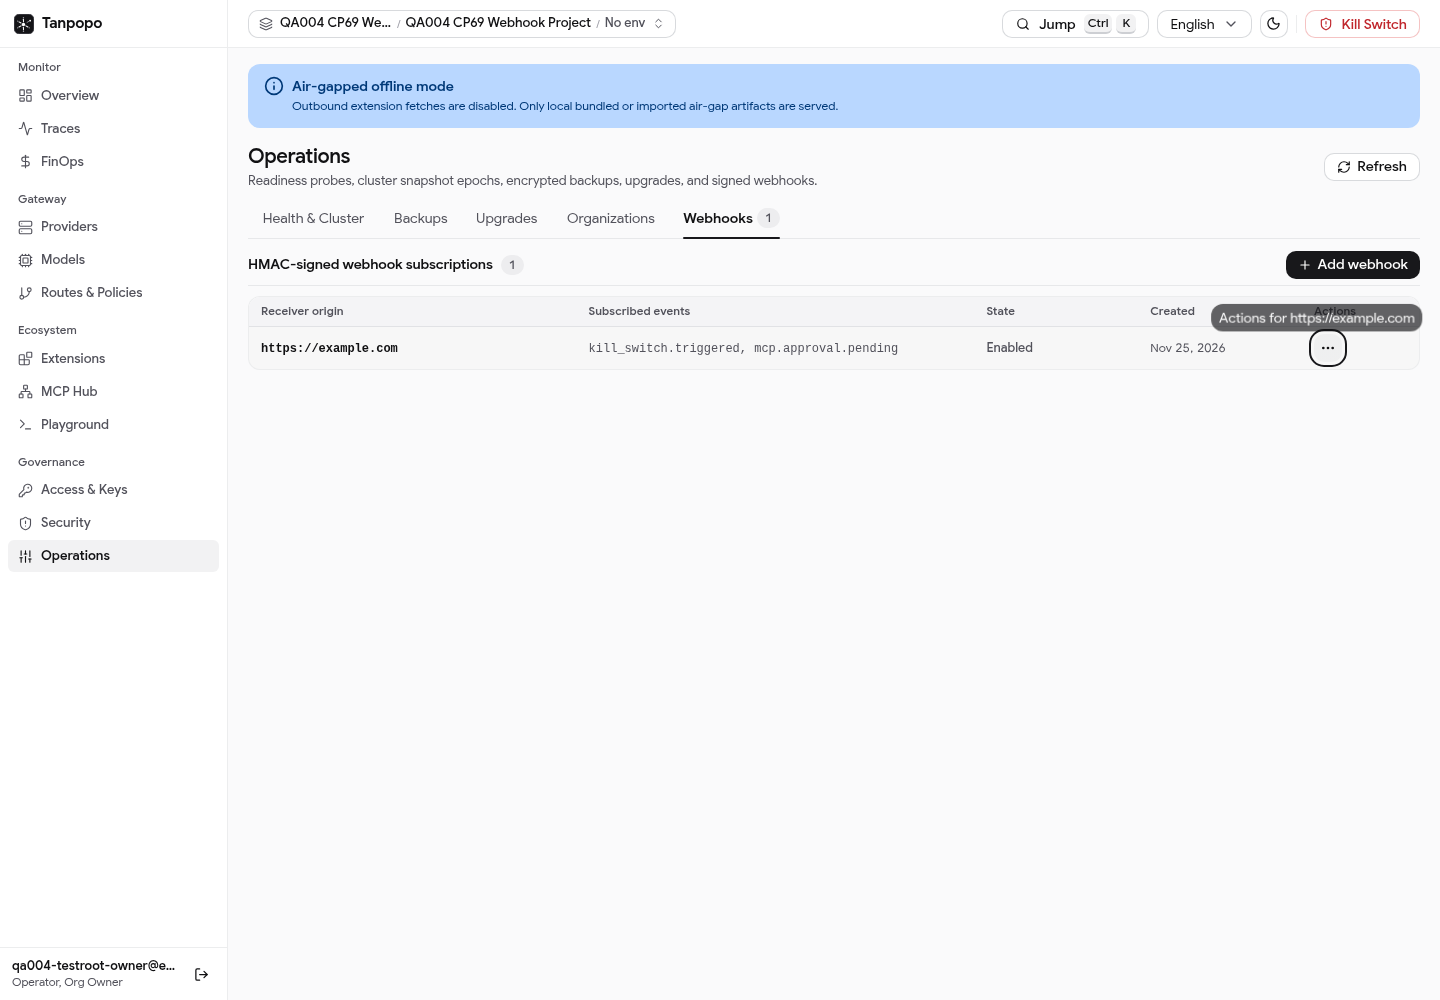 Tanpopo
QA004 CP69 We... / QA004 CP69 Webhook Project / No env
Jump Ctrl K
English
Kill Switch
Monitor
Overview
Traces
FinOps
Gateway
Providers
Models
Routes & Policies
Ecosystem
Extensions
MCP Hub
Playground
Governance
Access & Keys
Security
Operations
qa004-testroot-owner@e...
Operator, Org Owner
Air-gapped offline mode
Outbound extension fetches are disabled. Only local bundled or imported air-gap artifacts are served.
Operations
Readiness probes, cluster snapshot epochs, encrypted backups, upgrades, and signed webhooks.
Refresh
Health & Cluster Backups Upgrades Organizations Webhooks 1
HMAC-signed webhook subscriptions 1
Add webhook
Receiver origin Subscribed events State Created Actions
Actions for https://example.com
https://example.com kill_switch.triggered, mcp.approval.pending Enabled Nov 25, 2026